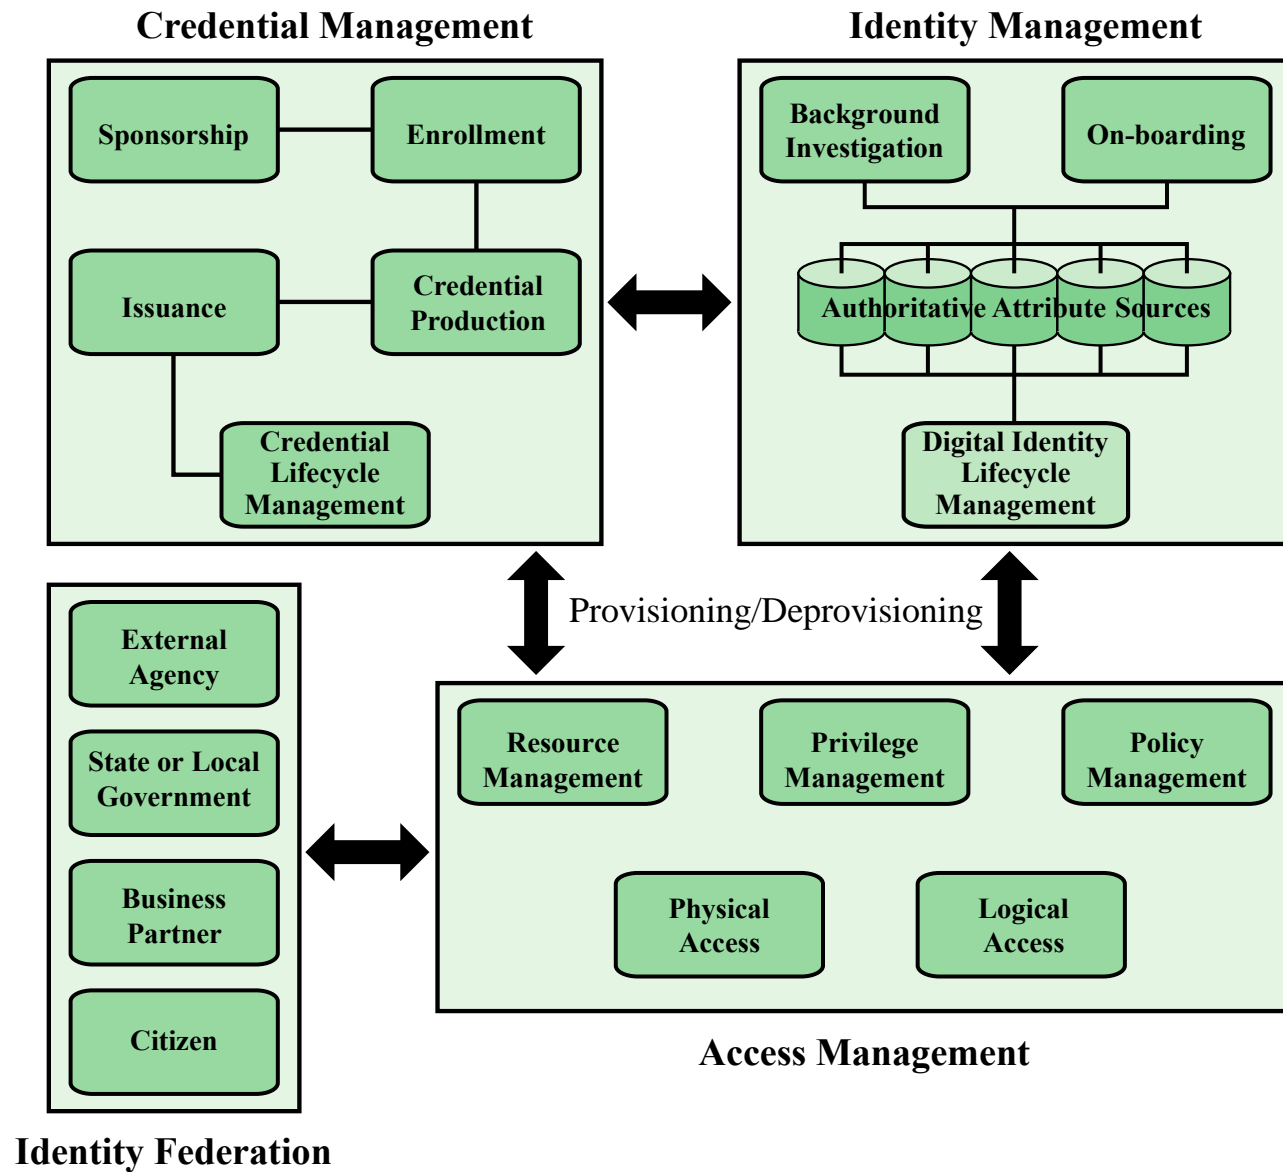 Credential Management
Identity Management
Sponsorship
Enrollment
Issuance
Credential
Production
Credential
Lifecycle
Management
Background
Investigation
On-boarding
Authoritative Attribute Sources
Digital Identity
Lifecycle
Management
Provisioning/Deprovisioning
External
Agency
State or Local
Government
Business
Partner
Citizen
Identity Federation
Resource
Management
Privilege
Management
Policy
Management
Physical
Access
Logical
Access
Access Management